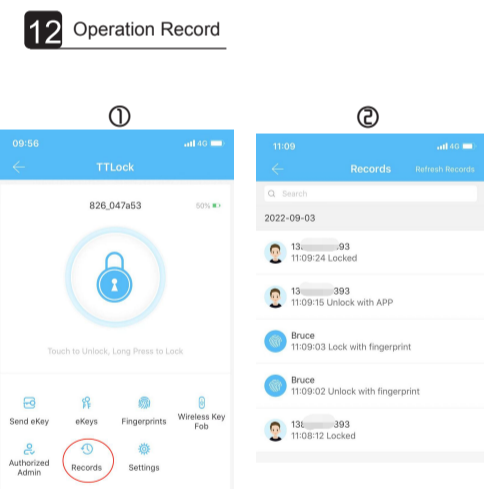 12 Operation Record
① ②
09:56
4G
TTLock
826_047a53
50%
Touch to Unlock, Long Press to Lock
Send eKey
eKeys
Fingerprints
Wireless Key
Fob
Authorized
Admin
Records
Settings
11:09
4G
Records
Refresh Records
Search
2022-09-03
93
11:09:24 Locked
13 393
11:09:15 Unlock with APP
Bruce
11:09:03 Lock with fingerprint
Bruce
11:09:02 Unlock with fingerprint
393
11:08:12 Locked